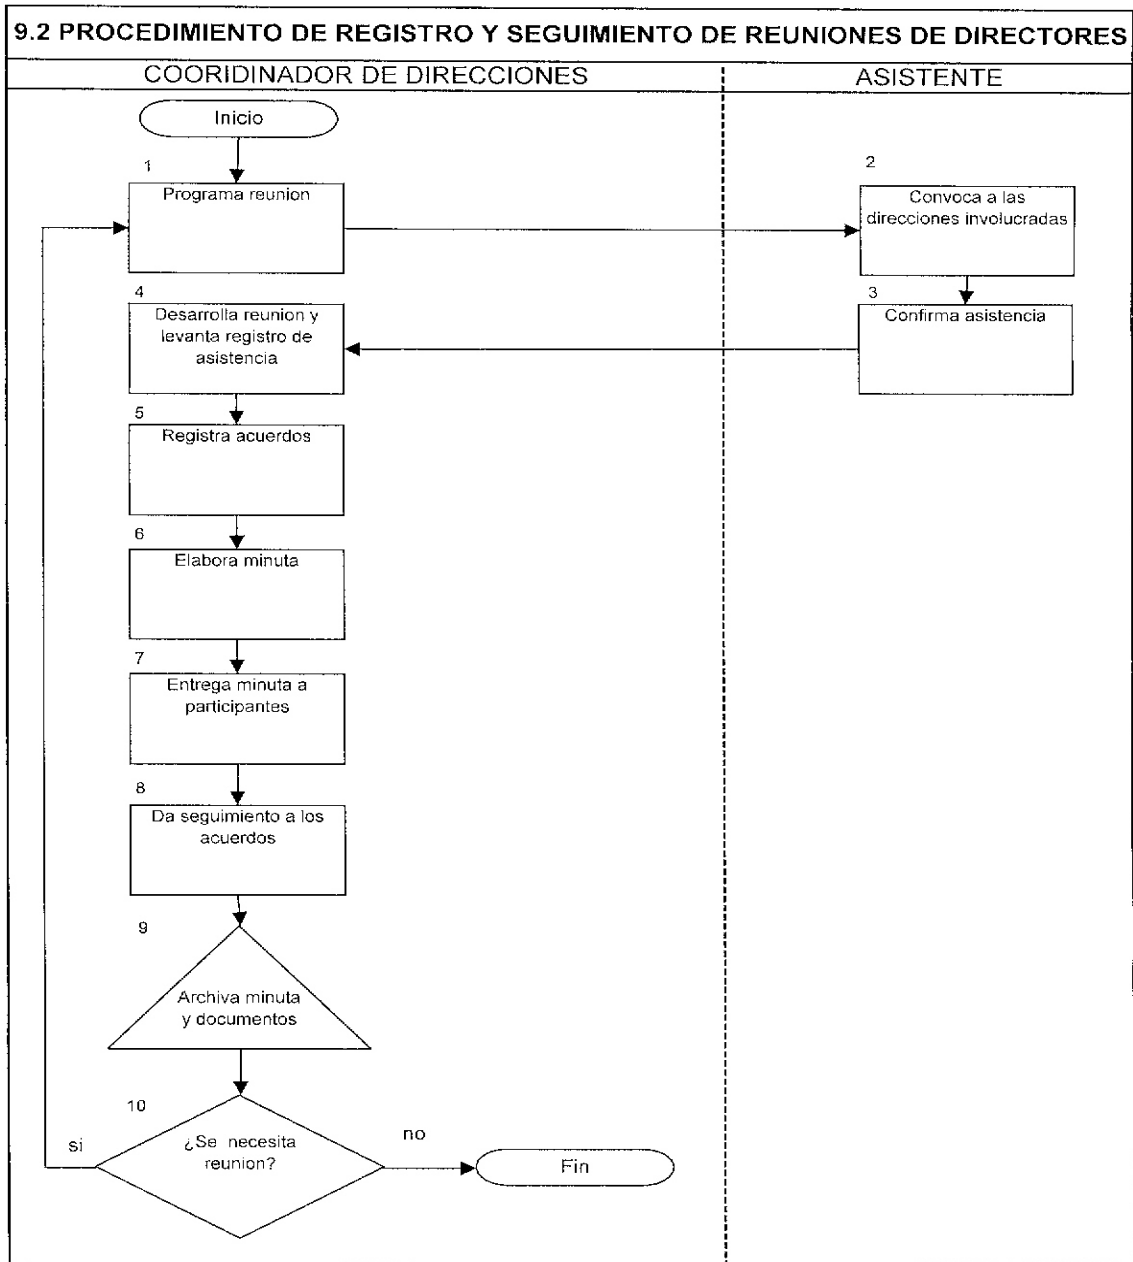 9.2 PROCEDIMIENTO DE REGISTRO Y SEGUIMIENTO DE REUNIONES DE DIRECTORES
COORIDINADOR DE DIRECCIONES
ASISTENTE
Inicio
1
Programa reunion
2
Convoca a las
direcciones involucradas
3
Confirma asistencia
4
Desarrolla reunion y
levanta registro de
asistencia
5
Registra acuerdos
6
Elabora minuta
7
Entrega minuta a
participantes
8
Da seguimiento a los
acuerdos
9
Archiva minuta
y documentos
10
¿Se necesita
reunion?
si
no
Fin